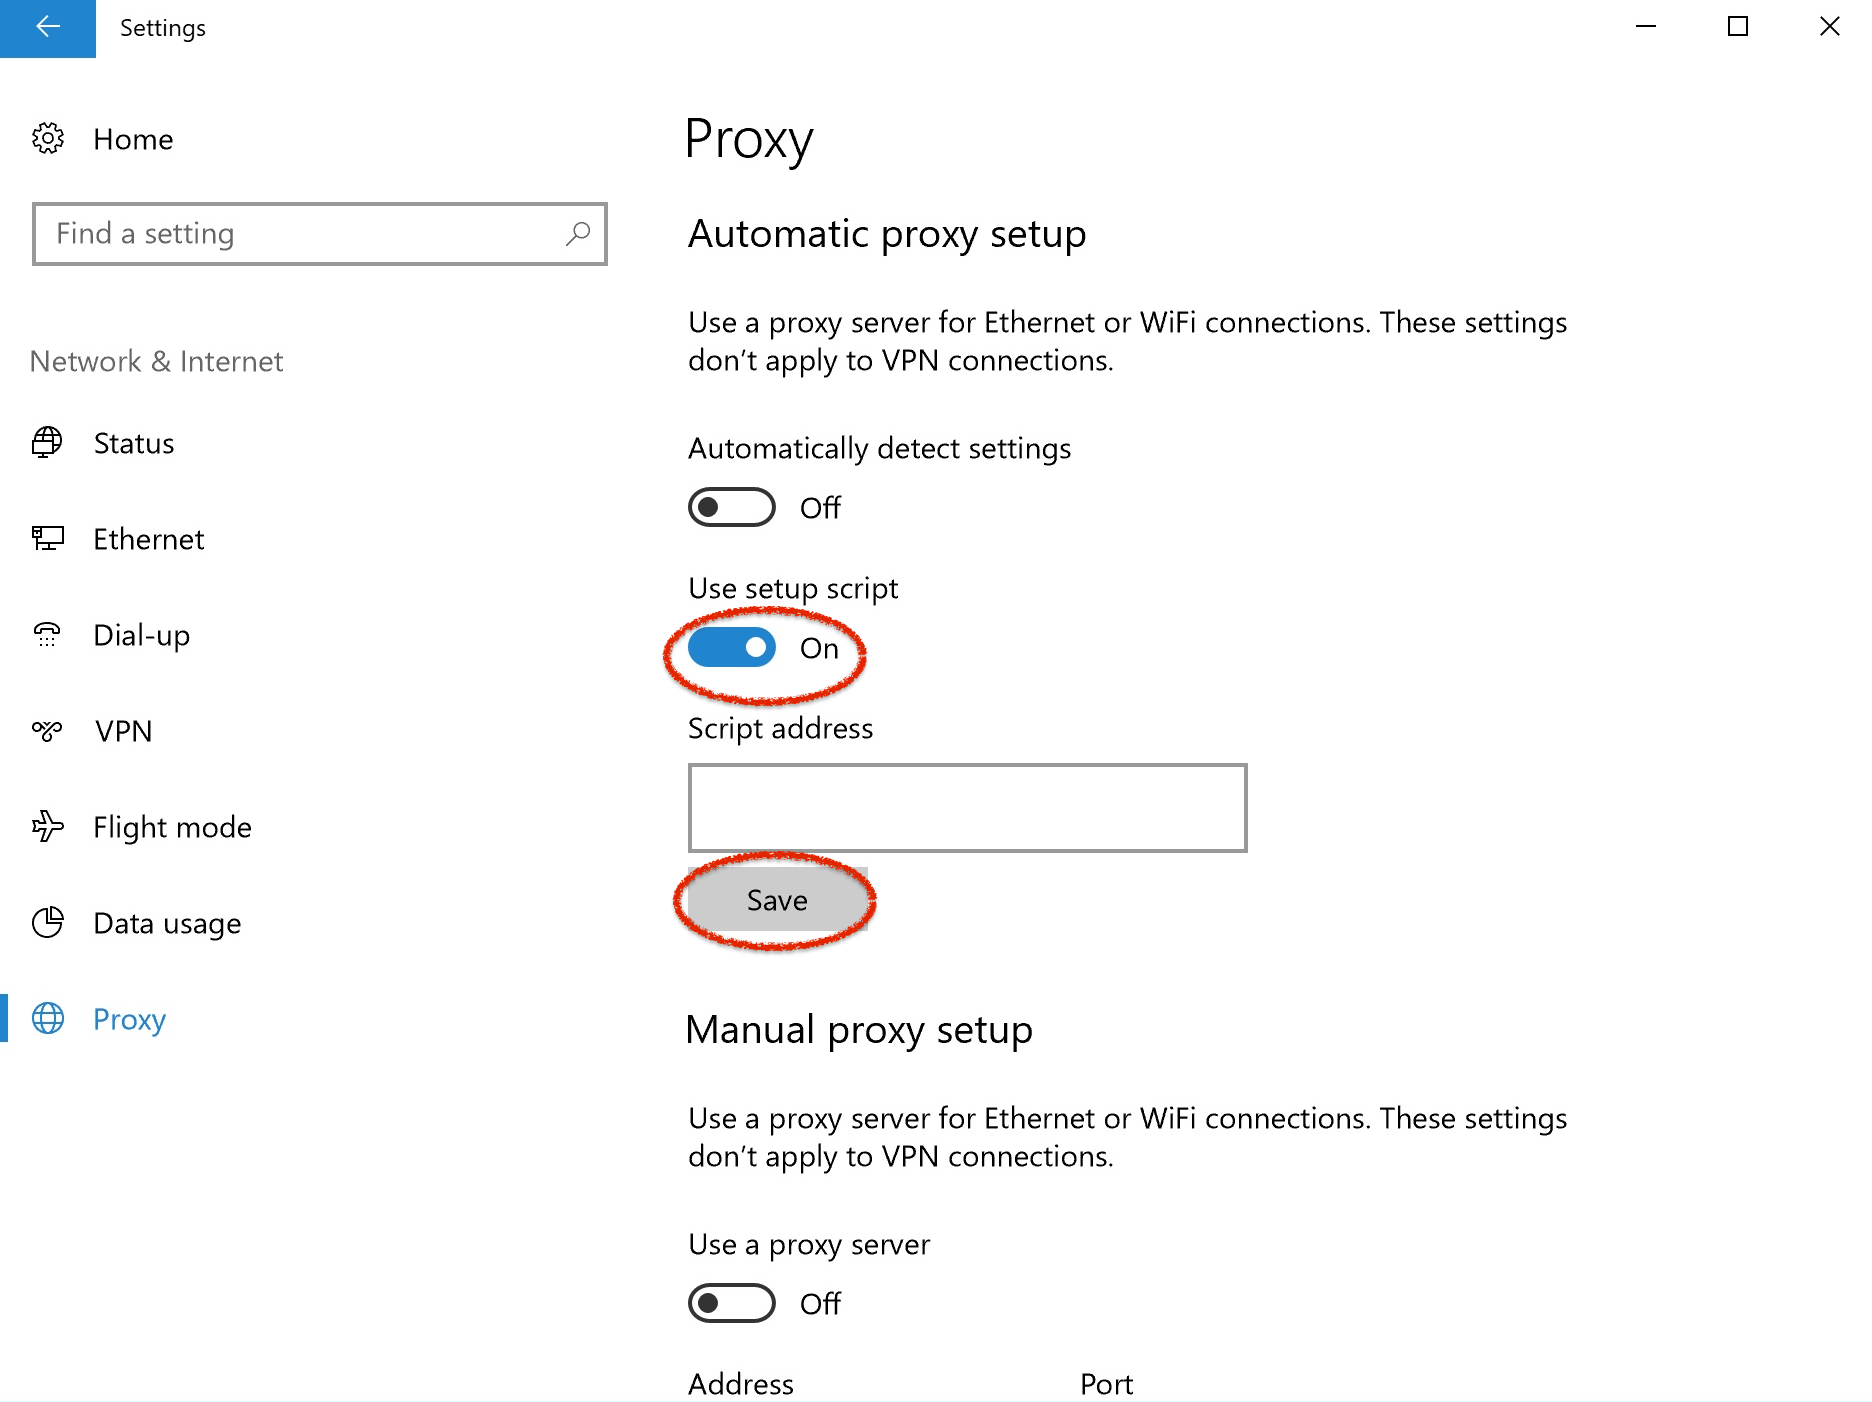 Settings
Home
Find a setting
Network & Internet
Status
Ethernet
Dial-up
VPN
Flight mode
Data usage
Proxy
Proxy
Automatic proxy setup
Use a proxy server for Ethernet or WiFi connections. These settings
don't apply to VPN connections.
Automatically detect settings
Off
Use setup script
On
Script address
Save
Manual proxy setup
Use a proxy server for Ethernet or WiFi connections. These settings
don't apply to VPN connections.
Use a proxy server
Off
Address Port